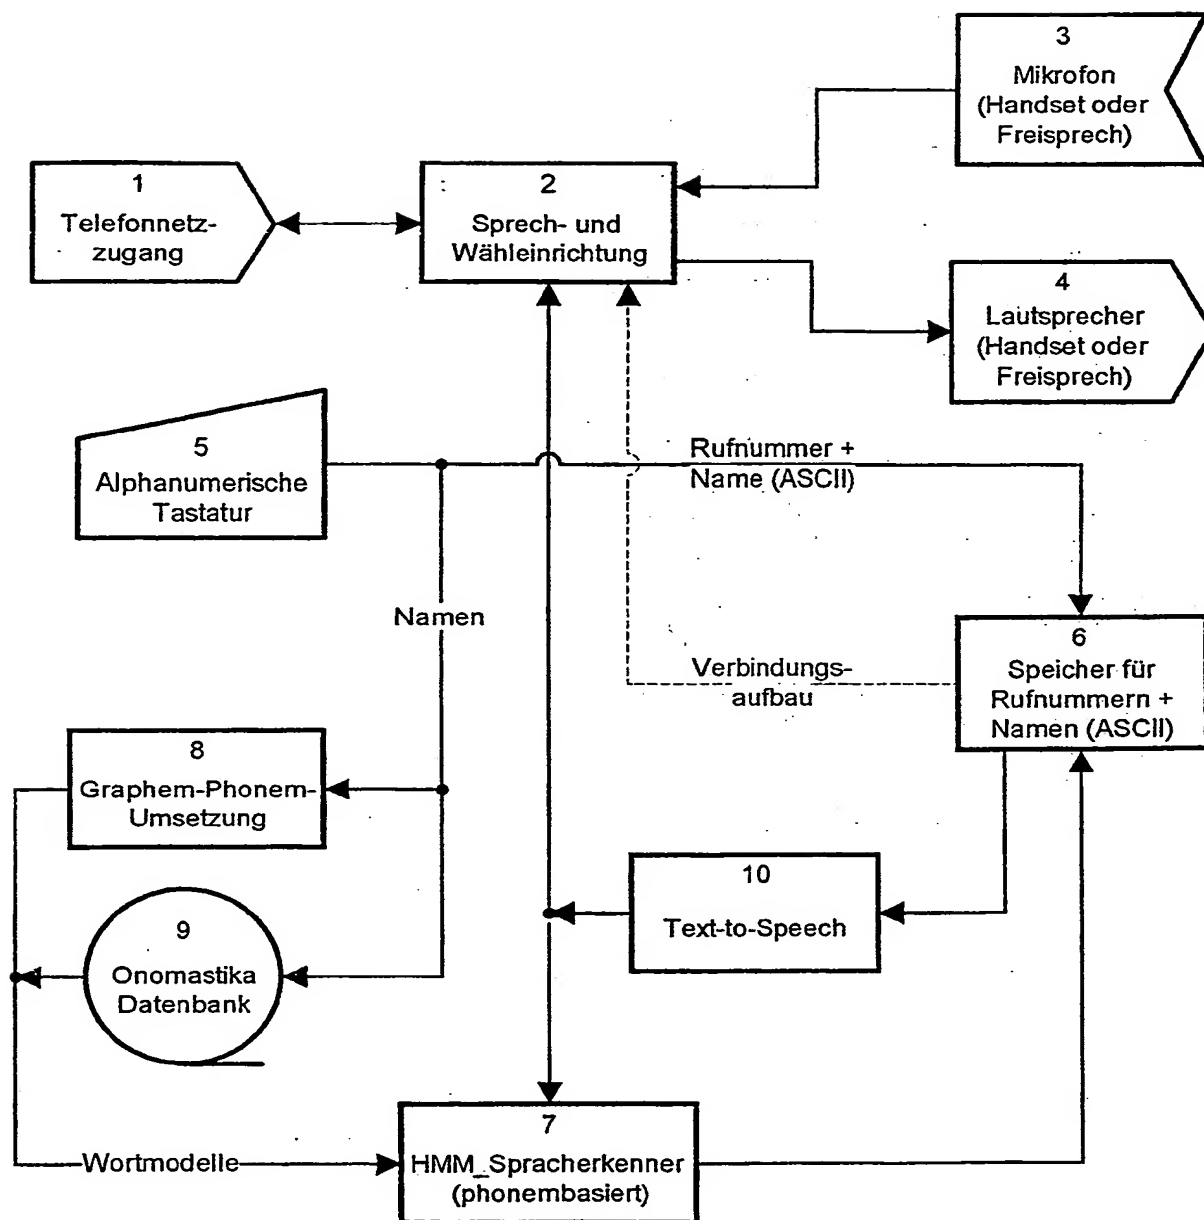 3
Mikrofon
(Handset oder
Freisprech)
1
Telefonnetz-
zugang
2
Sprech- und
Wähleinrichtung
4
Lautsprecher
(Handset oder
Freisprech)
5
Alphanumerische
Tastatur
Rufnummer +
Name (ASCII)
Namen
6
Speicher für
Rufnummern +
Namen (ASCII)
Verbindungs-
aufbau
8
Graphem-Phonem-
Umsetzung
10
Text-to-Speech
9
Onomastika
Datenbank
7
HMM_Spracherkenner
(phonembasiert)
Wortmodelle